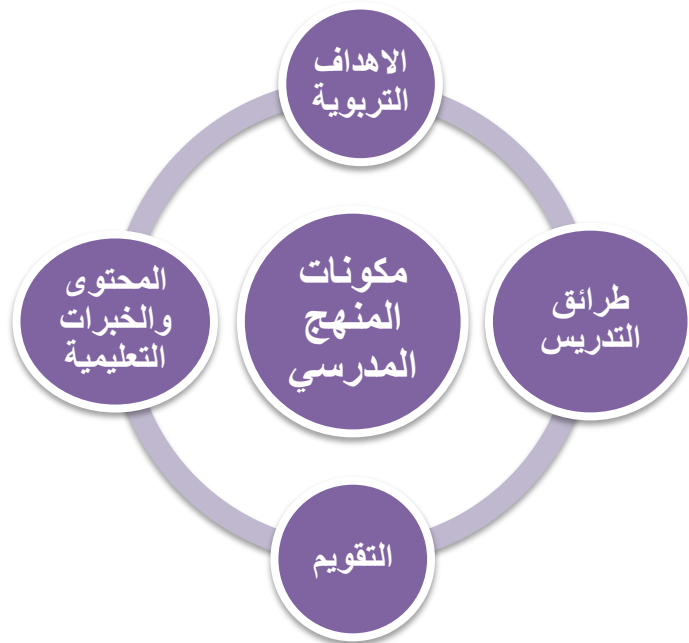 الاهداف
التربوية
مكونات
المنهج
المدرسي
طرائق
التدريس
المحتوى
والخبرات
التعليمية
التقويم